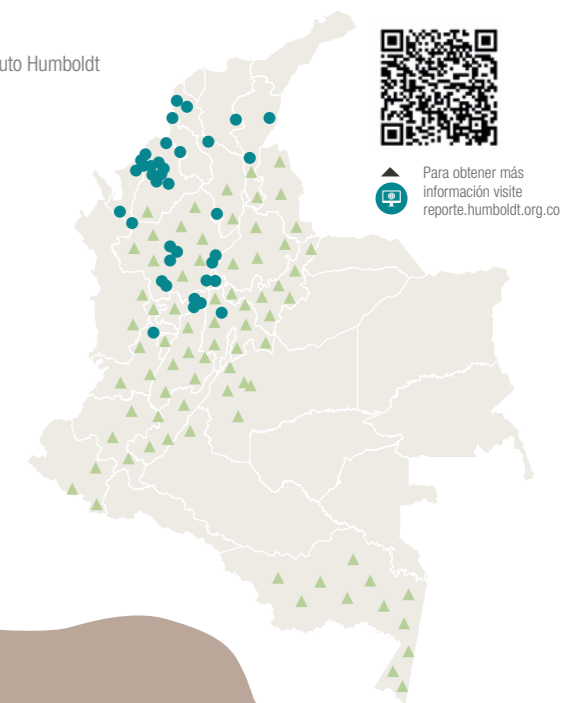 uto Humboldt
Para obtener más
información visite
reporte.humboldt.org.co